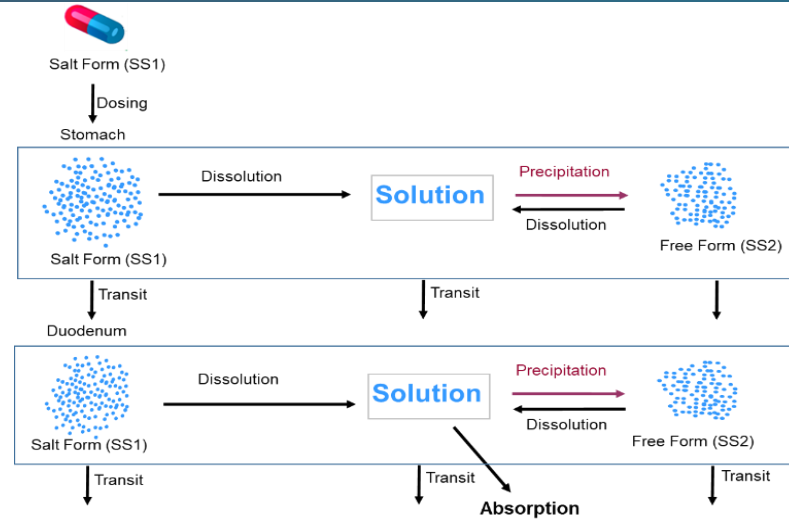 Salt Form (SS1)
Dosing
Stomach
Dissolution
Solution
Precipitation
Dissolution
Salt Form (SS1)
Free Form (SS2)
Transit
Transit
Duodenum
Dissolution
Solution
Precipitation
Dissolution
Salt Form (SS1)
Free Form (SS2)
Transit
Transit
Transit
Absorption